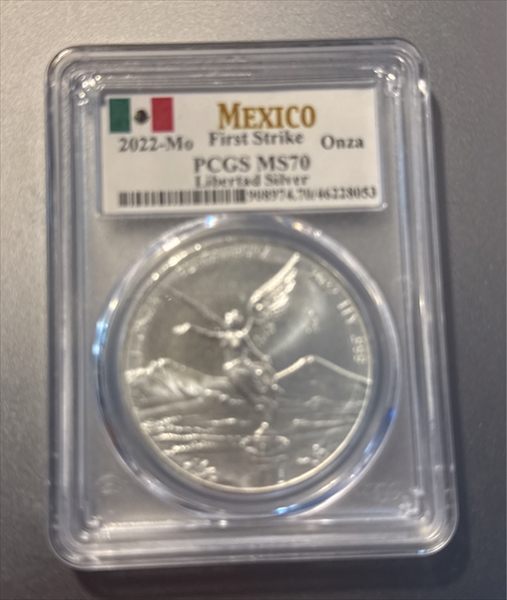 MEXICO
2022-Mo First Strike Onza
PCGS MS70
Libertad Silver
908974.70/46228053